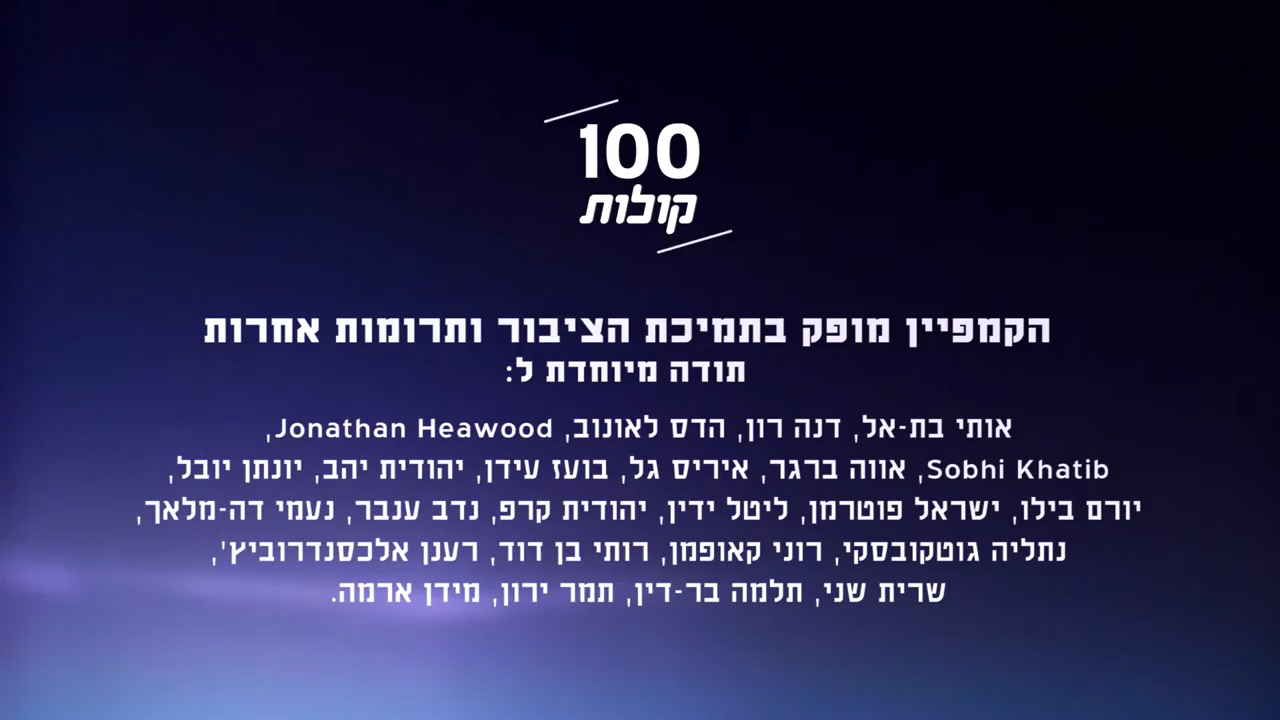 100
קולות
הקמפיין מופק בתמיכת הציבור ותרומות אחרות
תודה מיוחדת ל:
אותי בת-אל, דנה רון, הדס לאונוב, Jonathan Heawood,
Sobhi Khatib, אווה ברגר, איריס גל, בועז עידן, יהודית יהב, יונתן יובל,
יורם בילו, ישראל פוטרמן, ליטל ידין, יהודית קרפ, נדב ענבר, נעמי דה-מלאך,
נתליה גוטקובסקי, רוני קאופמן, רותי בן דוד, רענן אלכסנדרוביץ',
שרית שני, תלמה בר-דין, תמר ירון, מידן ארמה.